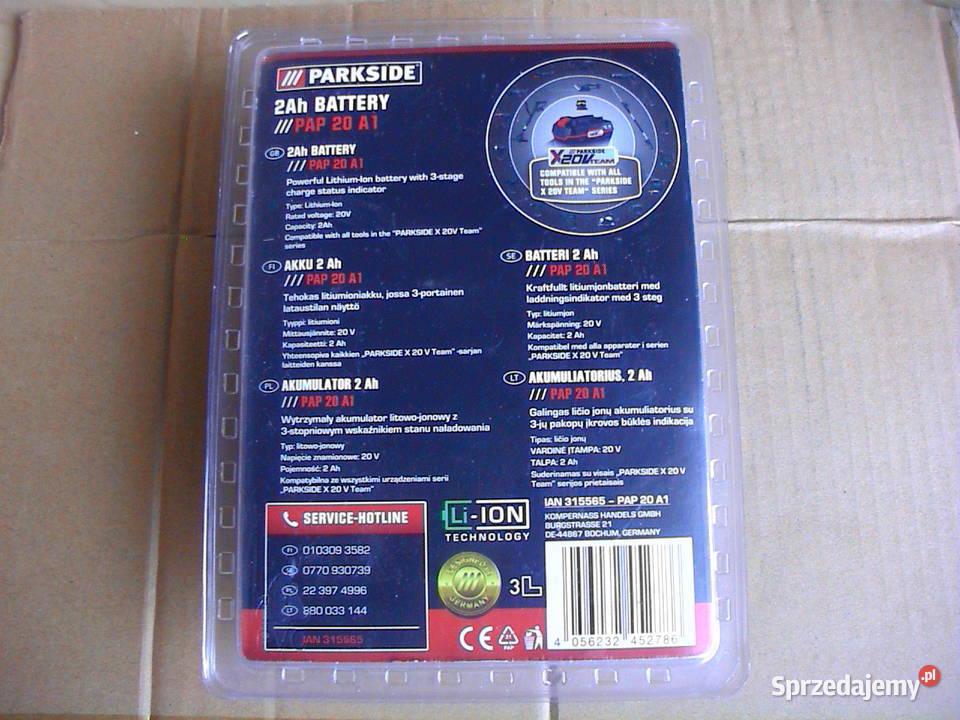 PARKSIDE
2Ah BATTERY
/// PAP 20 A1
GB 2Ah BATTERY
/// PAP 20 A1
Powerful Lithium-Ion battery with 3-stage
charge status indicator
Type: Lithium-Ion
Rated voltage: 20V
Capacity: 2Ah
Compatible with all tools in the "PARKSIDE X 20V Team"
series
PARKSIDE
X20V TEAM
COMPATIBLE WITH ALL
TOOLS IN THE "PARKSIDE
X 20V TEAM" SERIES
FI AKKU 2 Ah
/// PAP 20 A1
Tehokas litiumioniakku, jossa 3-portainen
lataustilan näyttö
Tyyppi: litiumioni
Mittausjännite: 20 V
Kapasiteetti: 2 Ah
Yhteensopiva kaikkien „PARKSIDE X 20 V Team" -sarjan
laitteiden kanssa
SE BATTERI 2 Ah
/// PAP 20 A1
Kraftfullt litiumjonbatteri med
laddningsindikator med 3 steg
Typ: litiumjon
Märkspänning: 20 V
Kapacitet: 2 Ah
Kompatibel med alla apparater i serien
„PARKSIDE X 20 V Team"
PL AKUMULATOR 2 Ah
/// PAP 20 A1
Wytrzymały akumulator litowo-jonowy z
3-stopniowym wskaźnikiem stanu naładowania
Typ: litowo-jonowy
Napięcie znamionowe: 20 V
Pojemność: 2 Ah
Kompatybilna ze wszystkimi urządzeniami serii
„PARKSIDE X 20 V Team"
LT AKUMULIATORIUS, 2 Ah
/// PAP 20 A1
Galingas ličio jonų akumuliatorius su
3-jų pakopų įkrovos būklės indikacija
Tipas: ličio jonų
VARDINĖ ĮTAMPA: 20 V
TALPA: 2 Ah
Suderinamas su visais „PARKSIDE X 20 V
Team" serijos prietaisais
IAN 315565 – PAP 20 A1
KOMPERNASS HANDELS GMBH
BURGSTRASSE 21
DE-44867 BOCHUM, GERMANY
SERVICE-HOTLINE
FI 010309 3582
SE 0770 930739
PL 22 397 4996
LT 880 033 144
IAN 315565
Li-ION
TECHNOLOGY
GERMANY
3L
CE
21
PAP
4 056232 452786
Sprzedajemy.pl